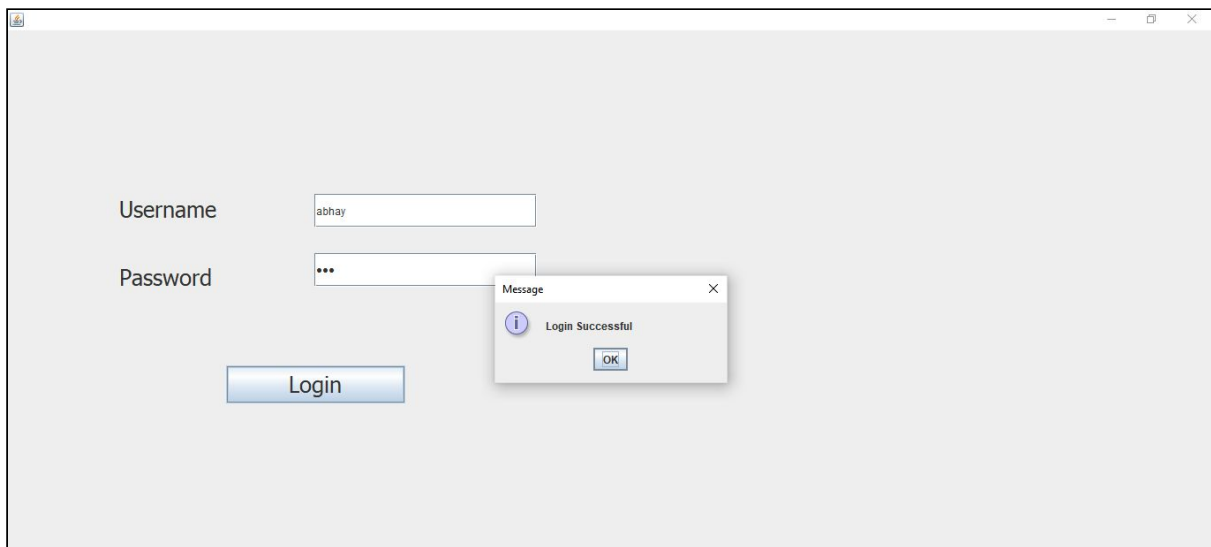 Username
abhay
Password
•••
Message
i
Login Successful
OK
Login